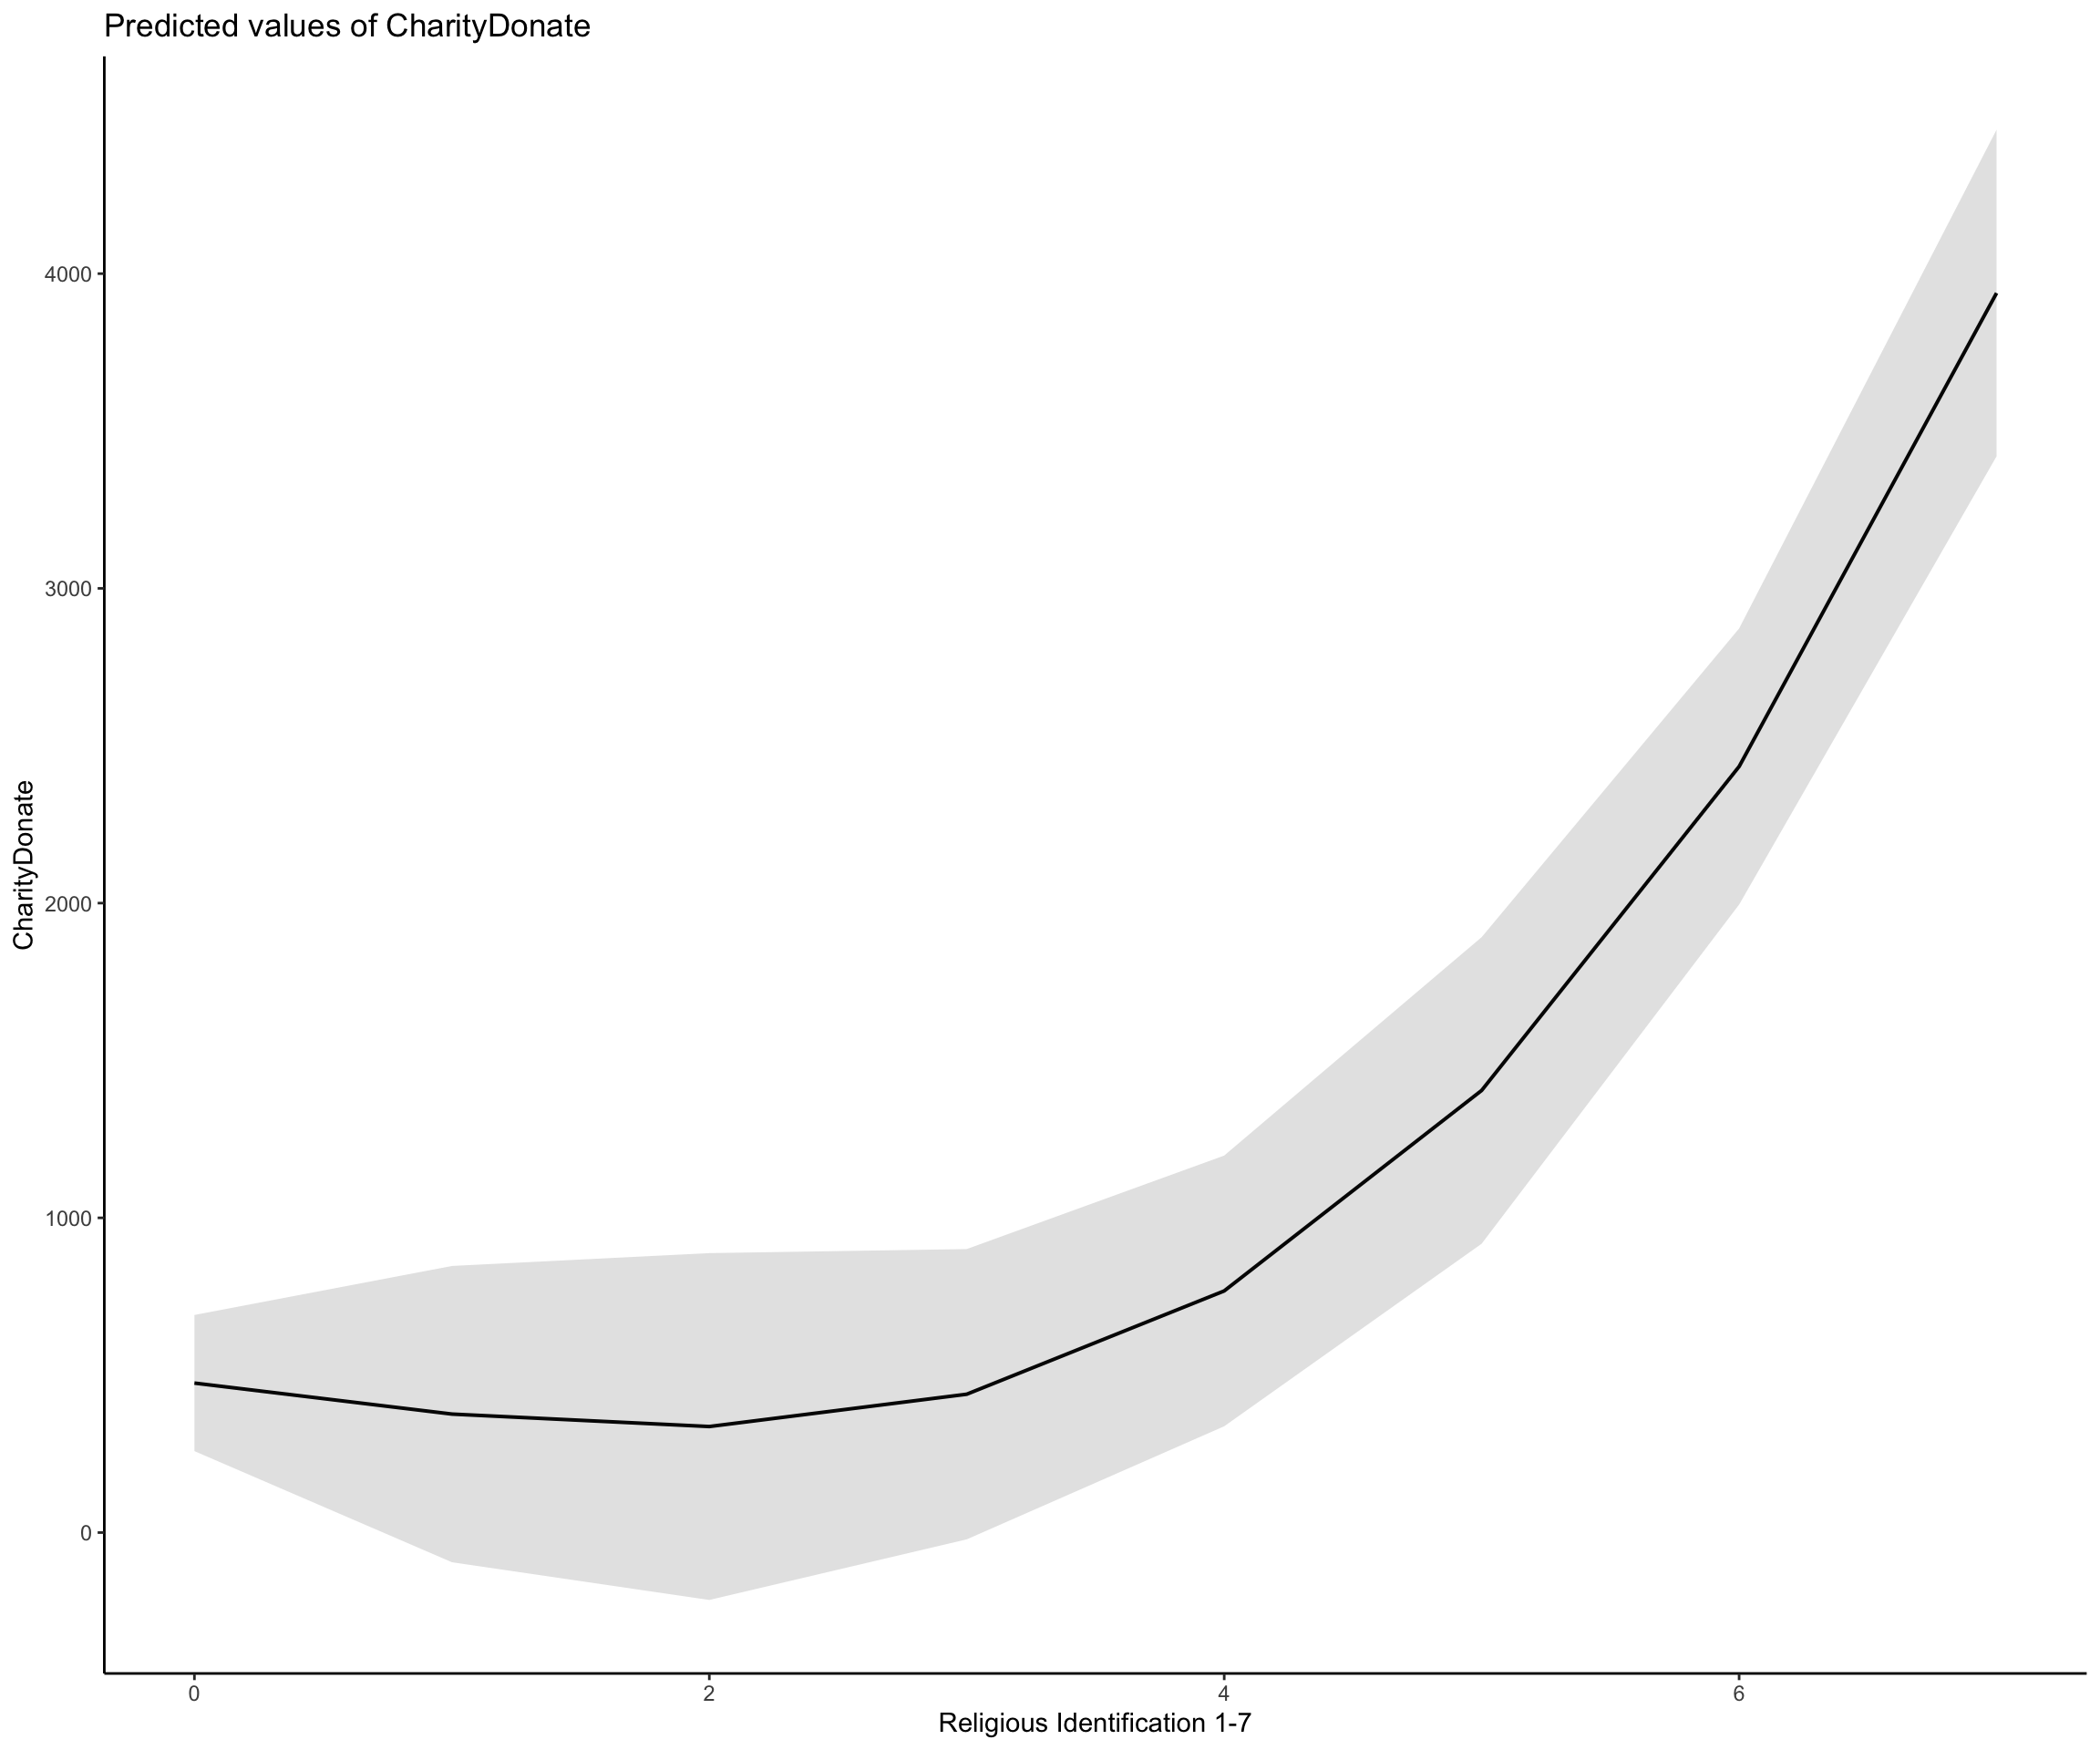 Predicted values of CharityDonate
CharityDonate
4000
3000
2000
1000
0
0 2 4 6
Religious Identification 1-7